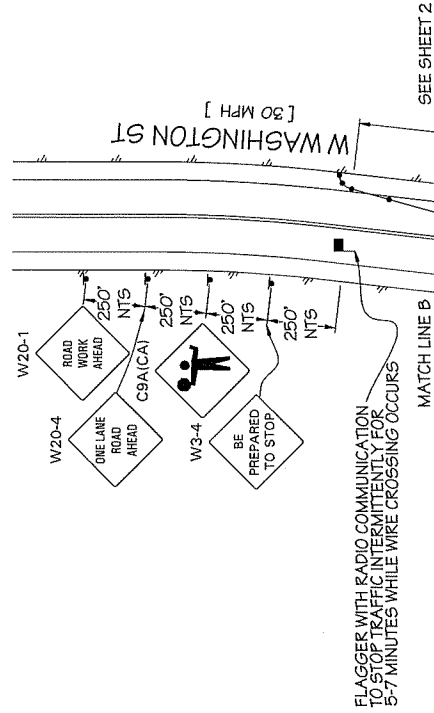 W20-1
ROAD
WORK
AHEAD
250'
NTS
W20-4
ONE LANE
ROAD
AHEAD
250'
NTS
C9A(CA)
250'
NTS
W3-4
BE
PREPARED
TO STOP
250'
NTS
W WASHINGTON ST
[ 30 MPH ]
FLAGGER WITH RADIO COMMUNICATION
TO STOP TRAFFIC INTERMITTENTLY FOR
5-7 MINUTES WHILE WIRE CROSSING OCCURS
MATCH LINE B
SEE SHEET 2